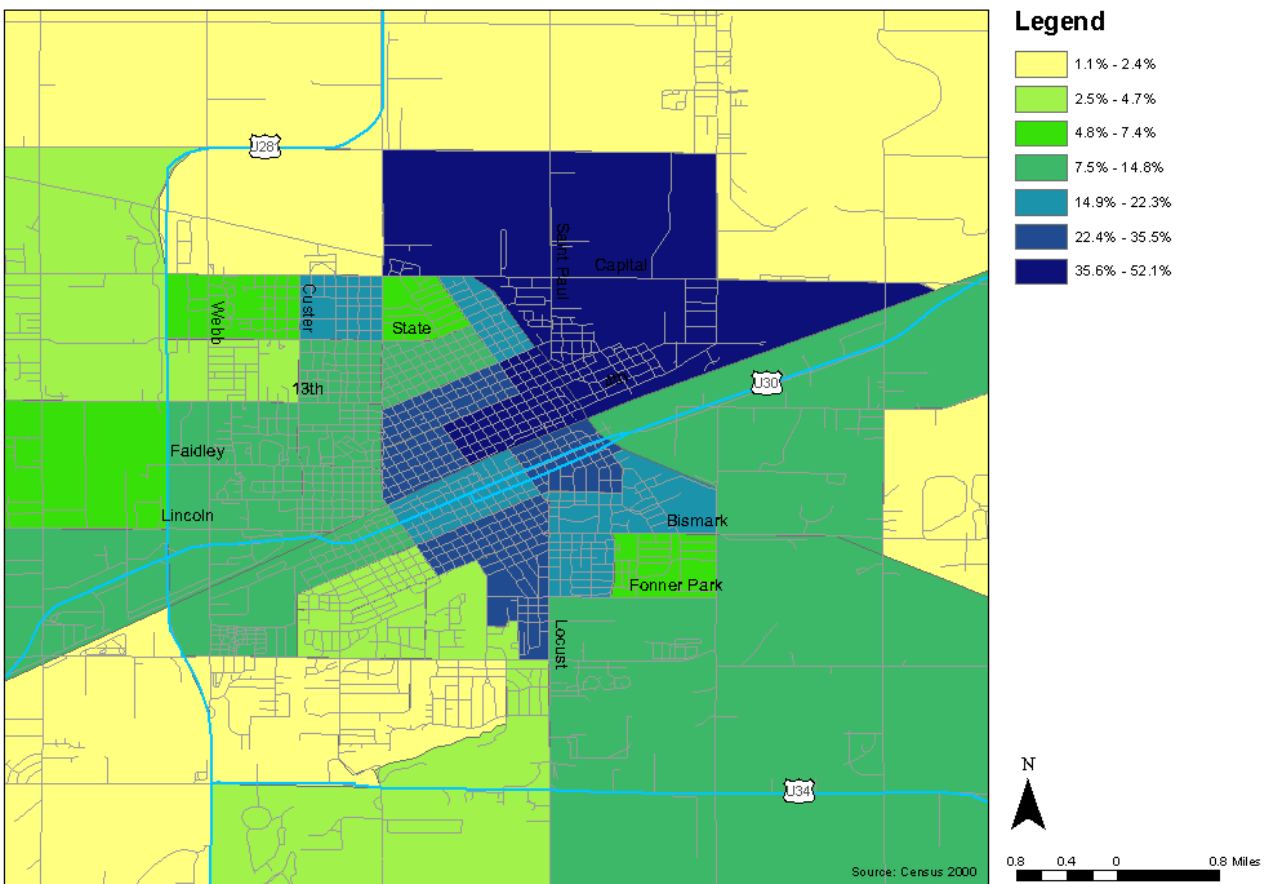 Legend
1.1% - 2.4%
2.5% - 4.7%
4.8% - 7.4%
7.5% - 14.8%
14.9% - 22.3%
22.4% - 35.5%
35.6% - 52.1%
U281
Saint Paul
Capital
Webb
Custer
State
13th
4th
U30
Faidley
Lincoln
Bismark
Fonner Park
Locust
U34
N
0.8 0.4 0 0.8 Miles
Source: Census 2000